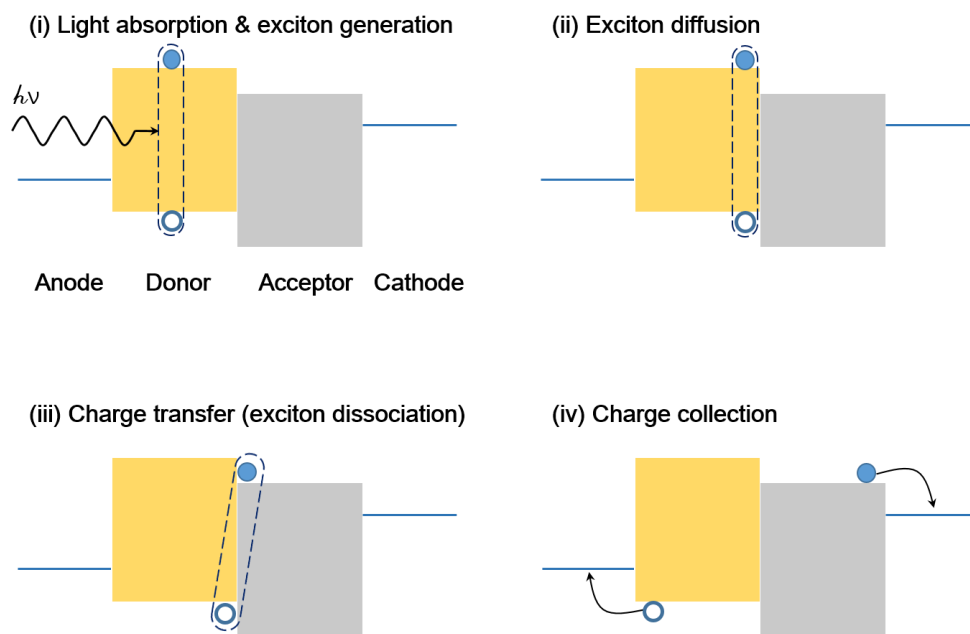 (i) Light absorption & exciton generation
(ii) Exciton diffusion
hν
Anode Donor Acceptor Cathode
(iii) Charge transfer (exciton dissociation)
(iv) Charge collection